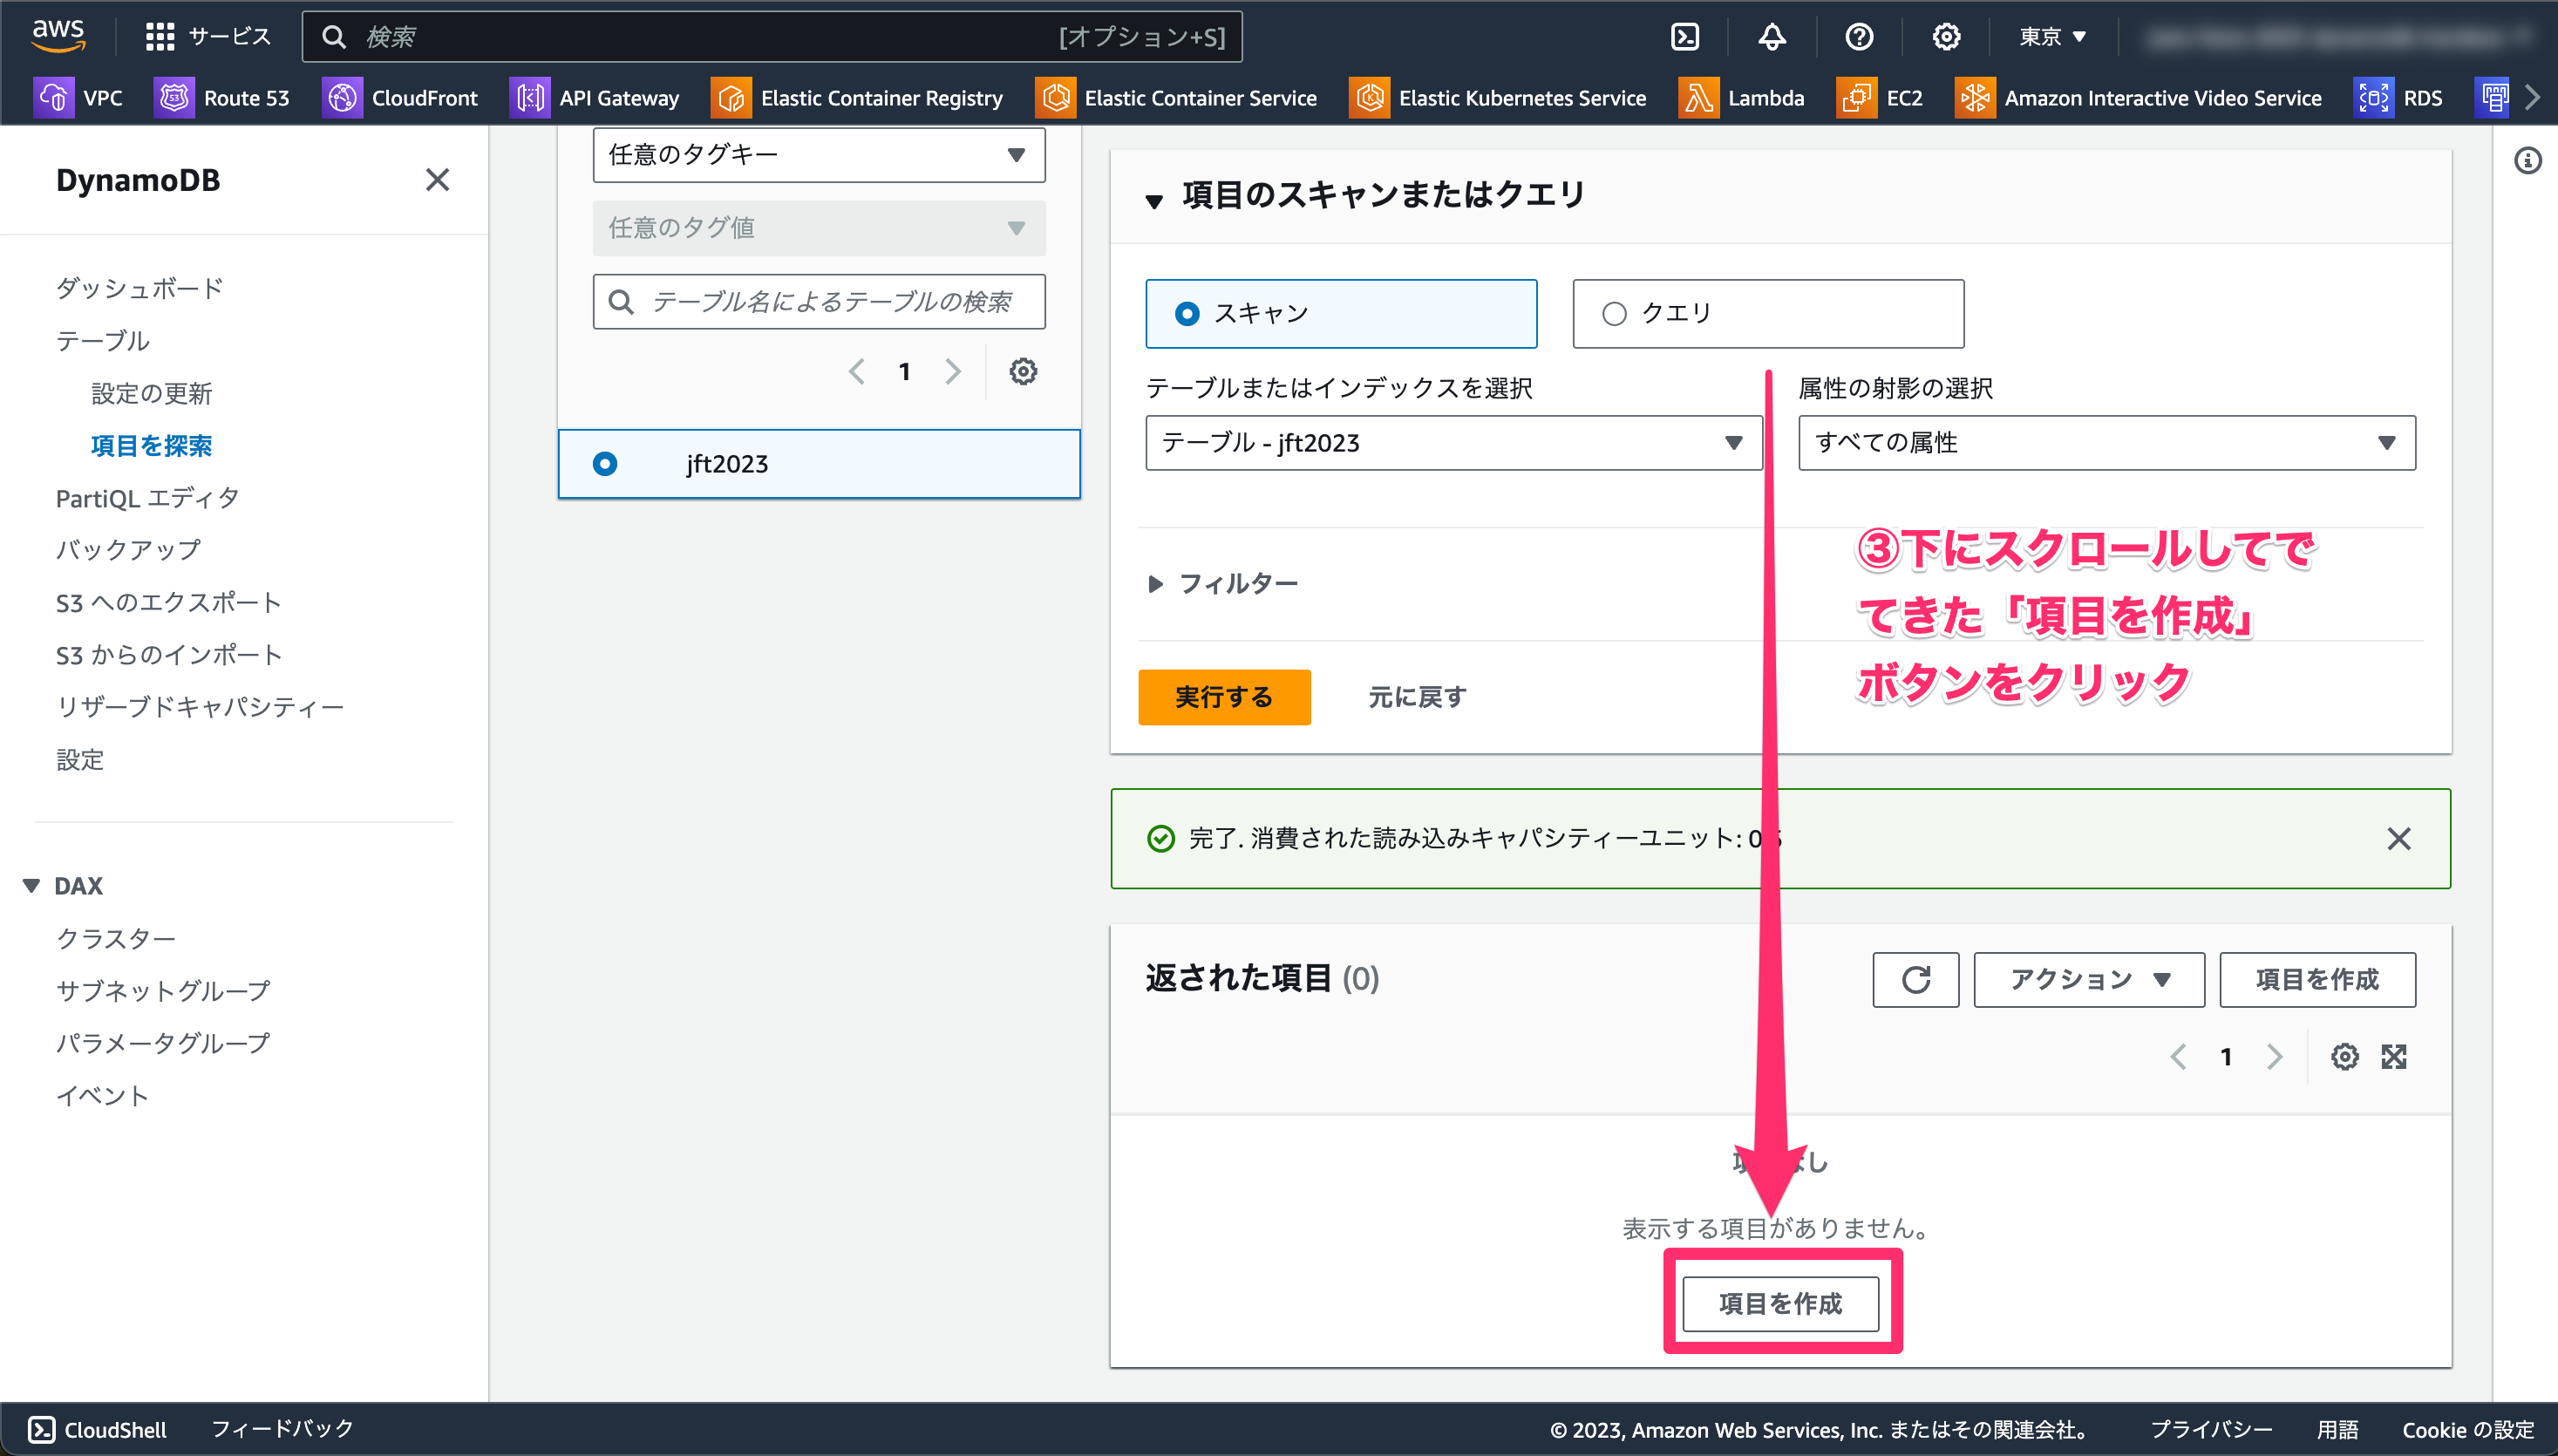 aws
サービス
検索
[オプション+S]
東京
VPC
Route 53
CloudFront
API Gateway
Elastic Container Registry
Elastic Container Service
Elastic Kubernetes Service
Lambda
EC2
Amazon Interactive Video Service
RDS
DynamoDB
ダッシュボード
テーブル
設定の更新
項目を探索
PartiQL エディタ
バックアップ
S3 へのエクスポート
S3 からのインポート
リザーブドキャパシティー
設定
DAX
クラスター
サブネットグループ
パラメータグループ
イベント
任意のタグキー
任意のタグ値
テーブル名によるテーブルの検索
1
jft2023
項目のスキャンまたはクエリ
スキャン
クエリ
テーブルまたはインデックスを選択
属性の射影の選択
テーブル - jft2023
すべての属性
フィルター
③下にスクロールしてで
てきた「項目を作成」
ボタンをクリック
実行する
元に戻す
完了. 消費された読み込みキャパシティーユニット:
返された項目 (0)
アクション
項目を作成
1
表示する項目がありません。
項目を作成
CloudShell
フィードバック
© 2023, Amazon Web Services, Inc. またはその関連会社。
プライバシー
用語
Cookie の設定